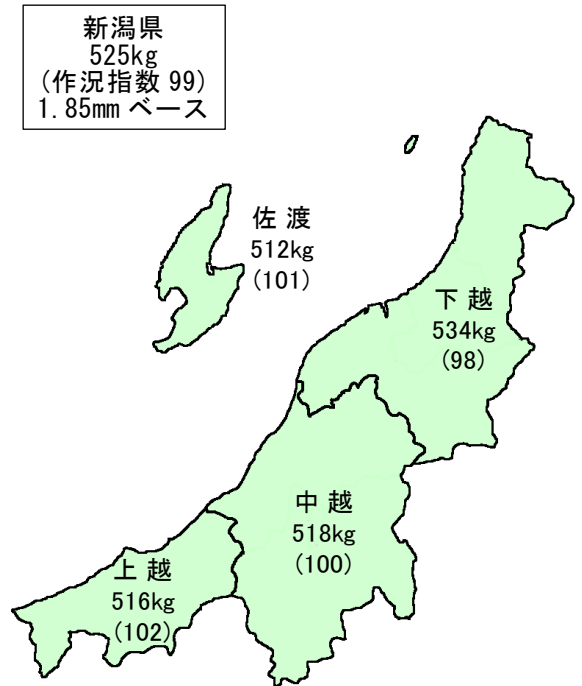 新潟県
525kg
(作況指数 99)
1.85mm ベース
佐 渡
512kg
(101)
下 越
534kg
(98)
中 越
518kg
(100)
上 越
516kg
(102)